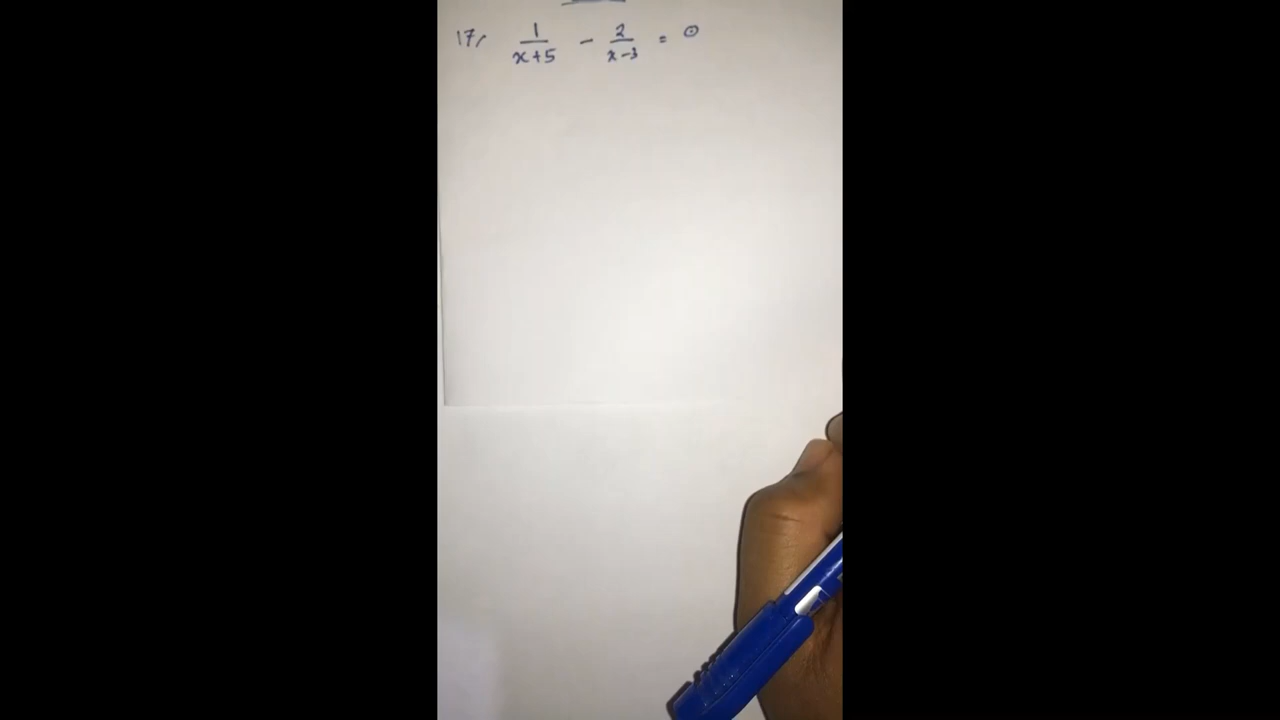 17, 1/(x+5) - 2/(x-3) = 0